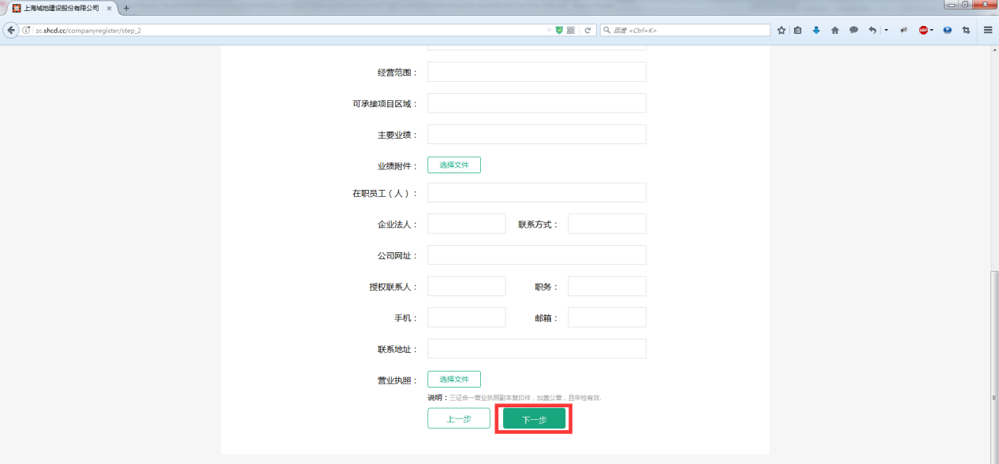 上海城地建设股份有限公司
zc.shcd.cc/companyregister/step_2
百度 <Ctrl+K>
ABP
经营范围：
可承接项目区域：
主要业绩：
业绩附件： 选择文件
在职员工（人）：
企业法人： 联系方式：
公司网址：
授权联系人： 职务：
手机： 邮箱：
联系地址：
营业执照： 选择文件
说明：三证合一营业执照副本复印件，加盖公章，且年检有效.
上一步 下一步